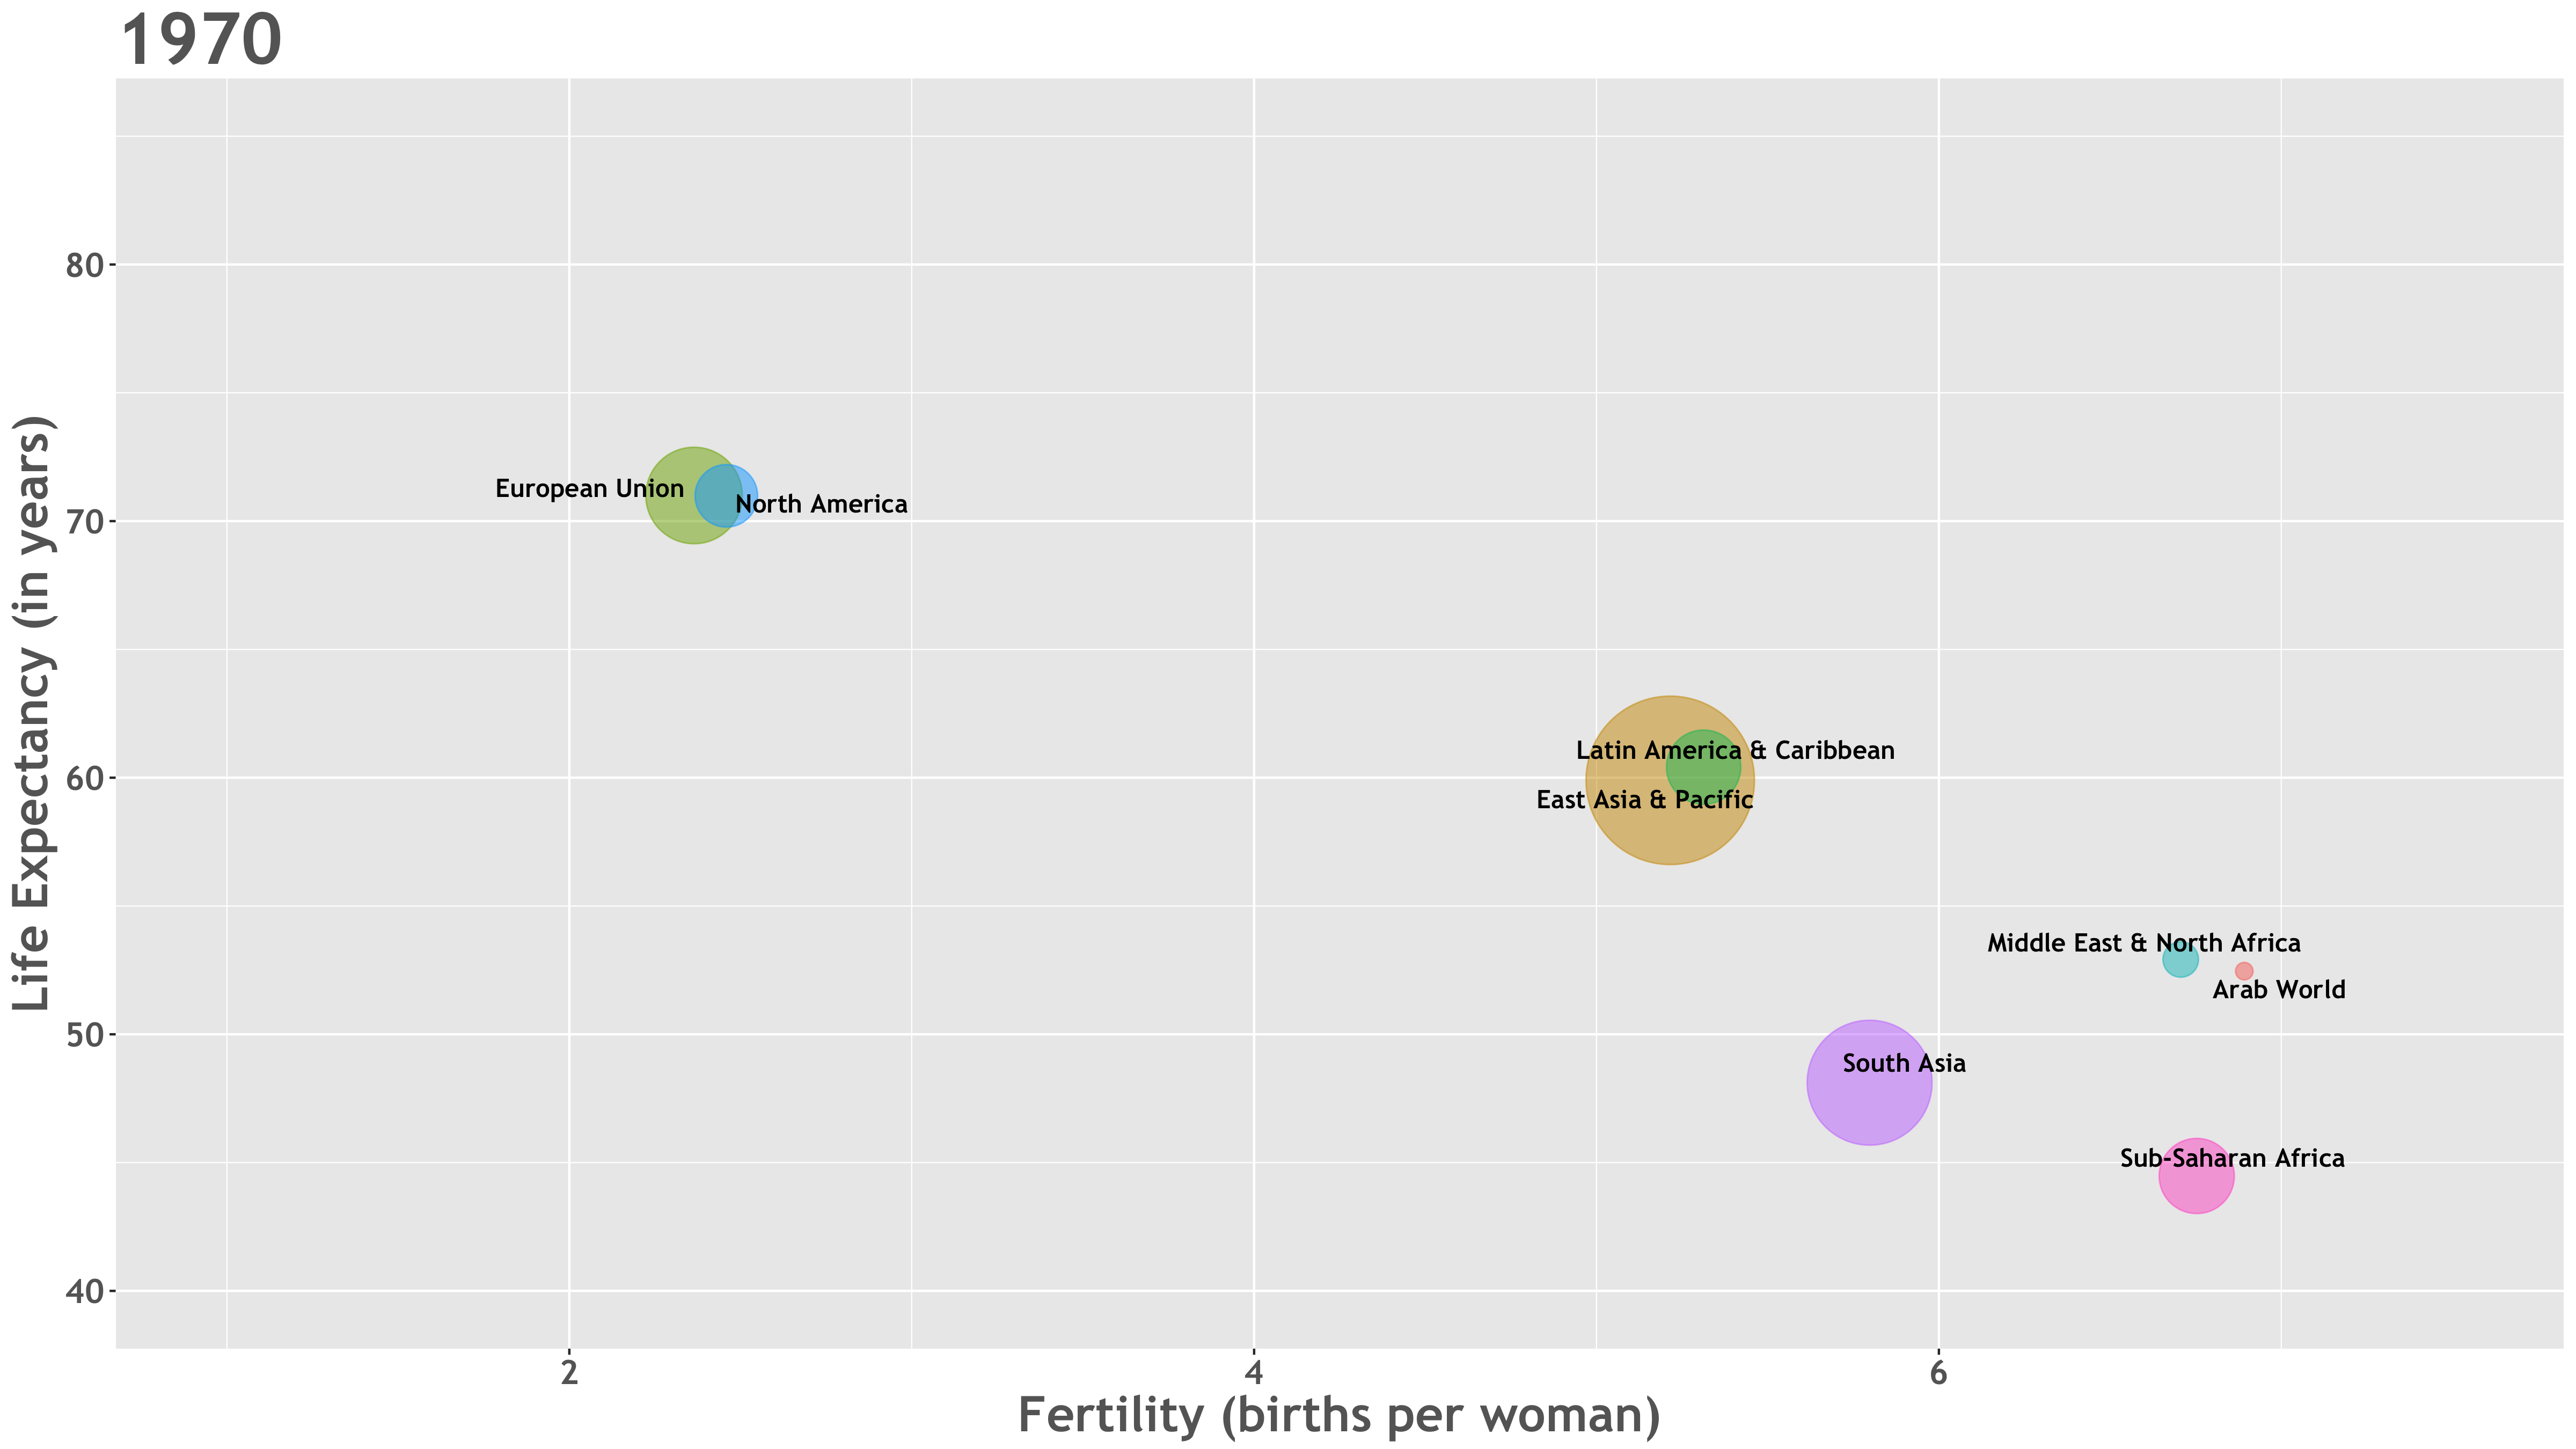 1970
Life Expectancy (in years)
80
70
60
50
40
European Union
North America
Latin America & Caribbean
East Asia & Pacific
Middle East & North Africa
Arab World
South Asia
Sub-Saharan Africa
2
4
6
Fertility (births per woman)